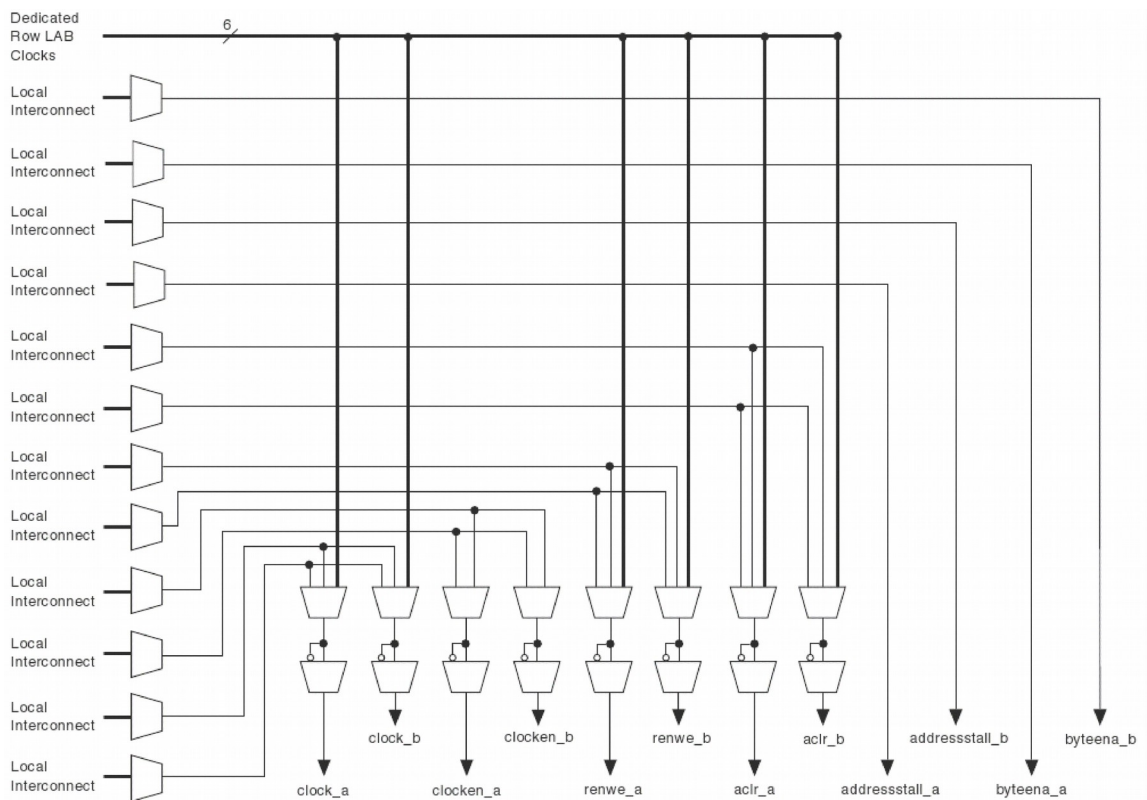 Dedicated
Row LAB
Clocks
6
Local
Interconnect
Local
Interconnect
Local
Interconnect
Local
Interconnect
Local
Interconnect
Local
Interconnect
Local
Interconnect
Local
Interconnect
Local
Interconnect
Local
Interconnect
Local
Interconnect
Local
Interconnect
clock_b
clocken_b
renwe_b
aclr_b
addressstall_b
byteena_b
clock_a
clocken_a
renwe_a
aclr_a
addressstall_a
byteena_a